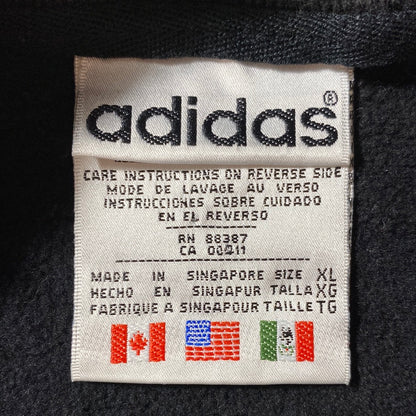 adidas®
CARE INSTRUCTIONS ON REVERSE SIDE
MODE DE LAVAGE AU VERSO
INSTRUCCIONES SOBRE CUIDADO
EN EL REVERSO
RN 88387
CA 00211
MADE IN SINGAPORE SIZE XL
HECHO EN SINGAPUR TALLA XG
FABRIQUE A SINGAPOUR TAILLE TG